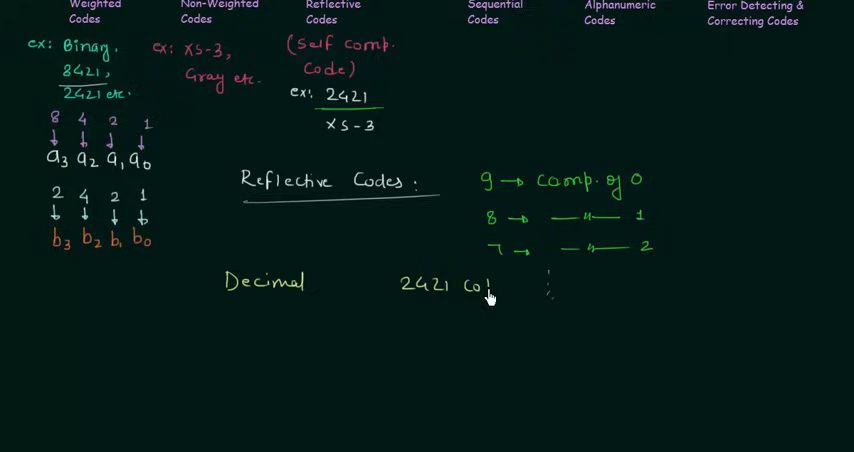 Weighted Codes
Non-Weighted Codes
Reflective Codes
Sequential Codes
Alphanumeric Codes
Error Detecting & Correcting Codes
ex: Binary,
8421,
2421 etc.
ex: XS-3,
Gray etc.
(Self comp.
Code)
ex: 2421
XS-3
8 4 2 1
a3 a2 a1 a0
2 4 2 1
b3 b2 b1 b0
Reflective Codes:
9 → comp. of 0
8 → —〃— 1
7 → —〃— 2
Decimal 2421 co